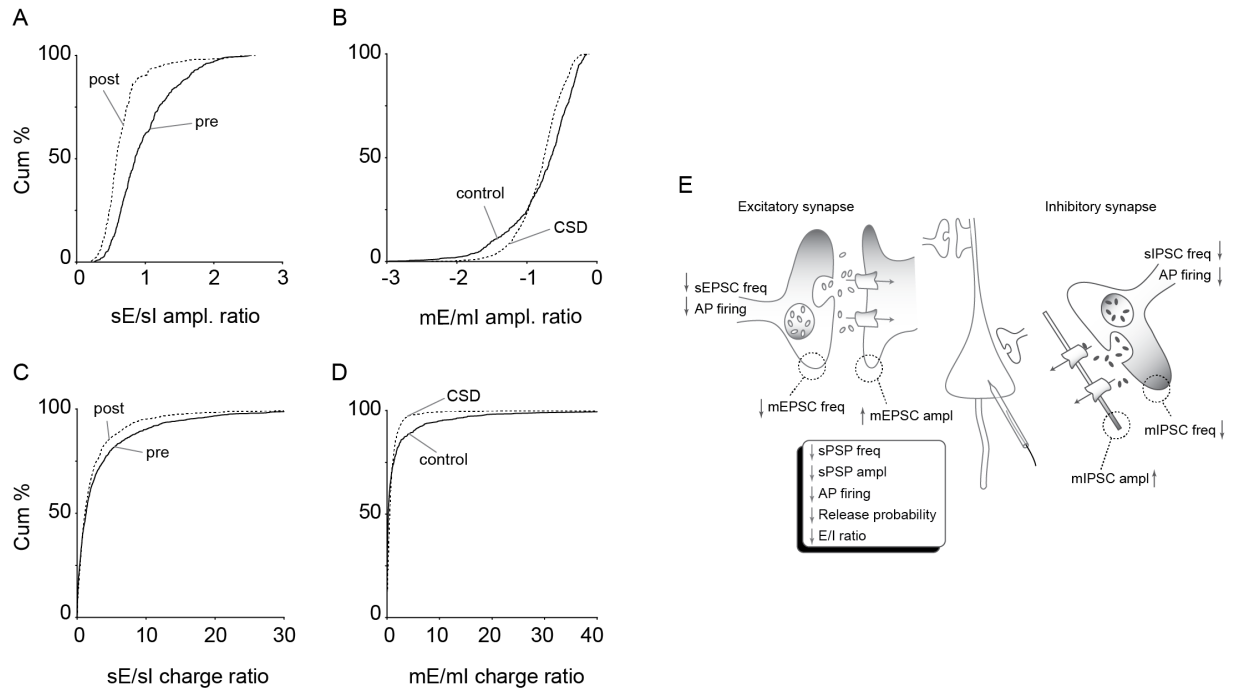 A
100
50
0
Cum %
post
pre
0
1
2
3
sE/sI ampl. ratio
B
100
50
0
control
CSD
-3
-2
-1
0
mE/mI ampl. ratio
C
100
50
0
Cum %
post
pre
0
10
20
30
sE/sI charge ratio
D
100
50
0
CSD
control
0
10
20
30
40
mE/mI charge ratio
E
Excitatory synapse
Inhibitory synapse
↓ sEPSC freq
↓ AP firing
sIPSC freq ↓
AP firing ↓
↓ mEPSC freq
↑ mEPSC ampl
mIPSC freq ↓
mIPSC ampl ↑
↓ sPSP freq
↓ sPSP ampl
↓ AP firing
↓ Release probability
↓ E/I ratio